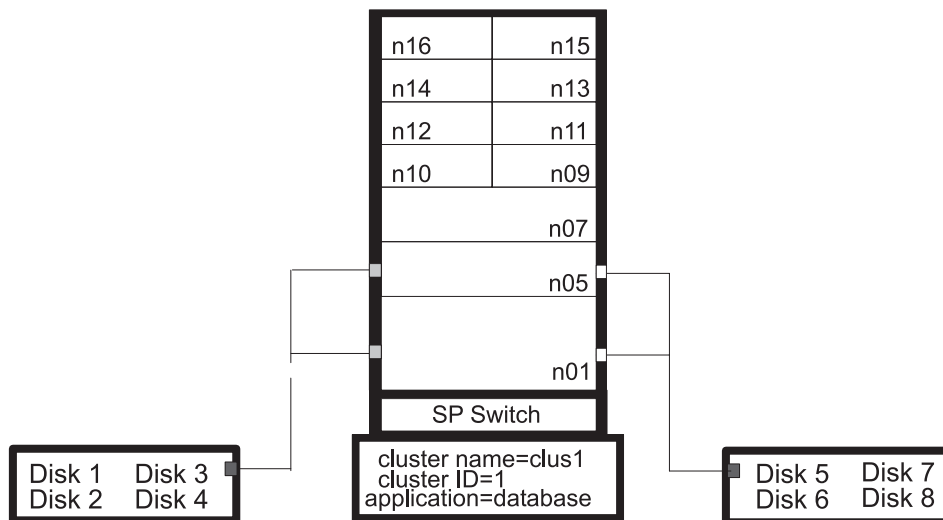 n16 n15
n14 n13
n12 n11
n10 n09
n07
n05
n01
SP Switch
cluster name=clus1
cluster ID=1
application=database
Disk 1 Disk 3
Disk 2 Disk 4
Disk 5 Disk 7
Disk 6 Disk 8